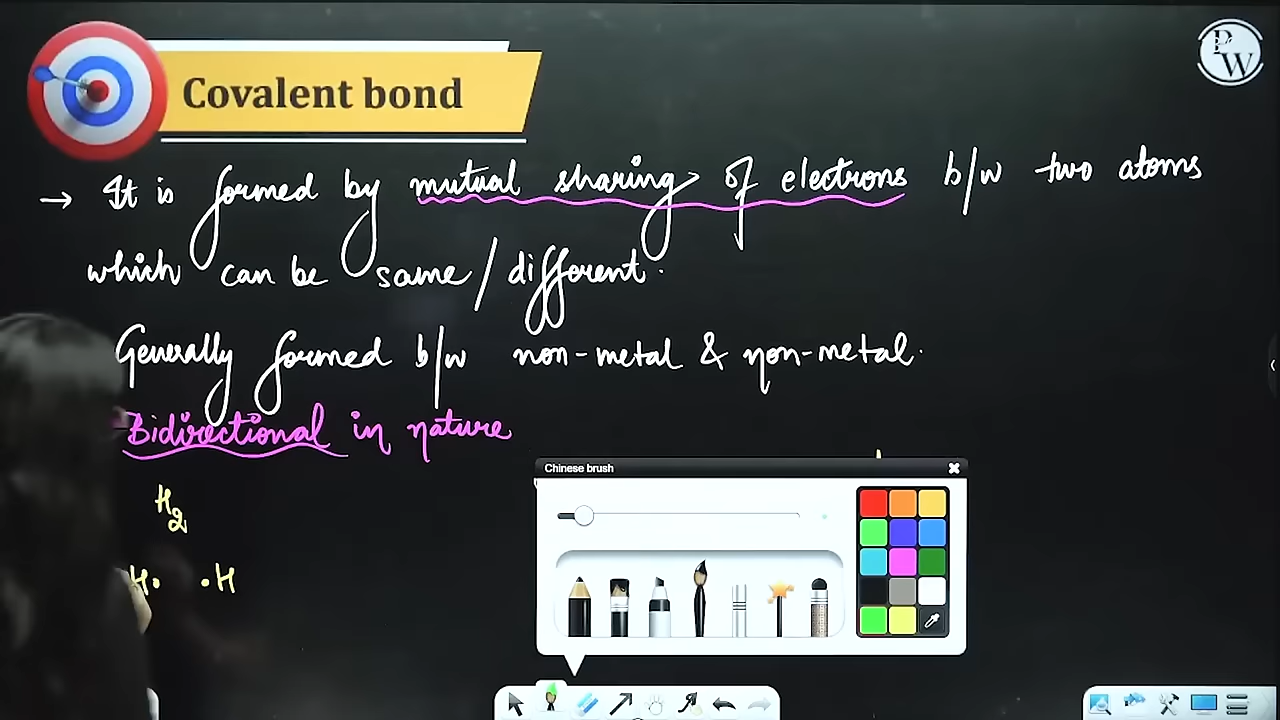 Covalent bond
PW
→ It is formed by mutual sharing of electrons b/w two atoms
which can be same/different.
Generally formed b/w non-metal & non-metal.
Bidirectional in nature
H₂
H. .H
Chinese brush